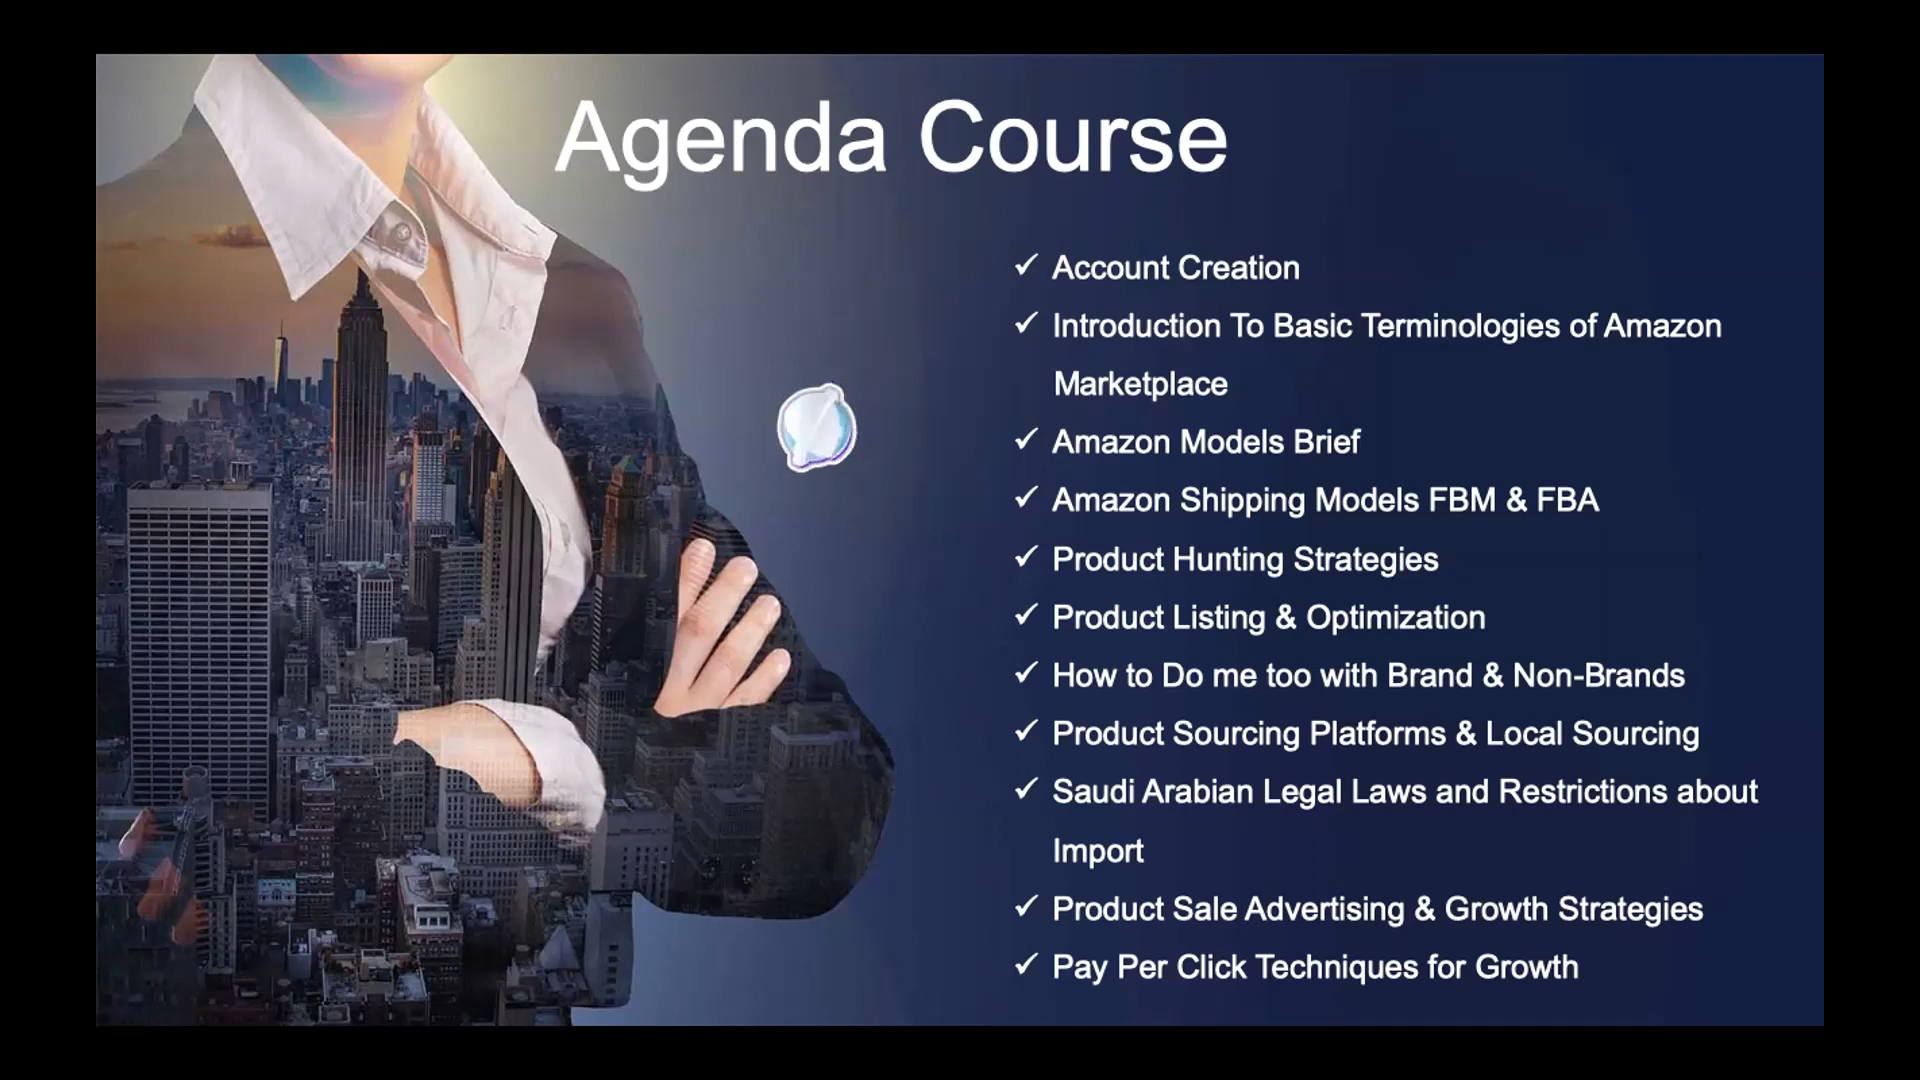 Agenda Course
✓ Account Creation
✓ Introduction To Basic Terminologies of Amazon
Marketplace
✓ Amazon Models Brief
✓ Amazon Shipping Models FBM & FBA
✓ Product Hunting Strategies
✓ Product Listing & Optimization
✓ How to Do me too with Brand & Non-Brands
✓ Product Sourcing Platforms & Local Sourcing
✓ Saudi Arabian Legal Laws and Restrictions about
Import
✓ Product Sale Advertising & Growth Strategies
✓ Pay Per Click Techniques for Growth